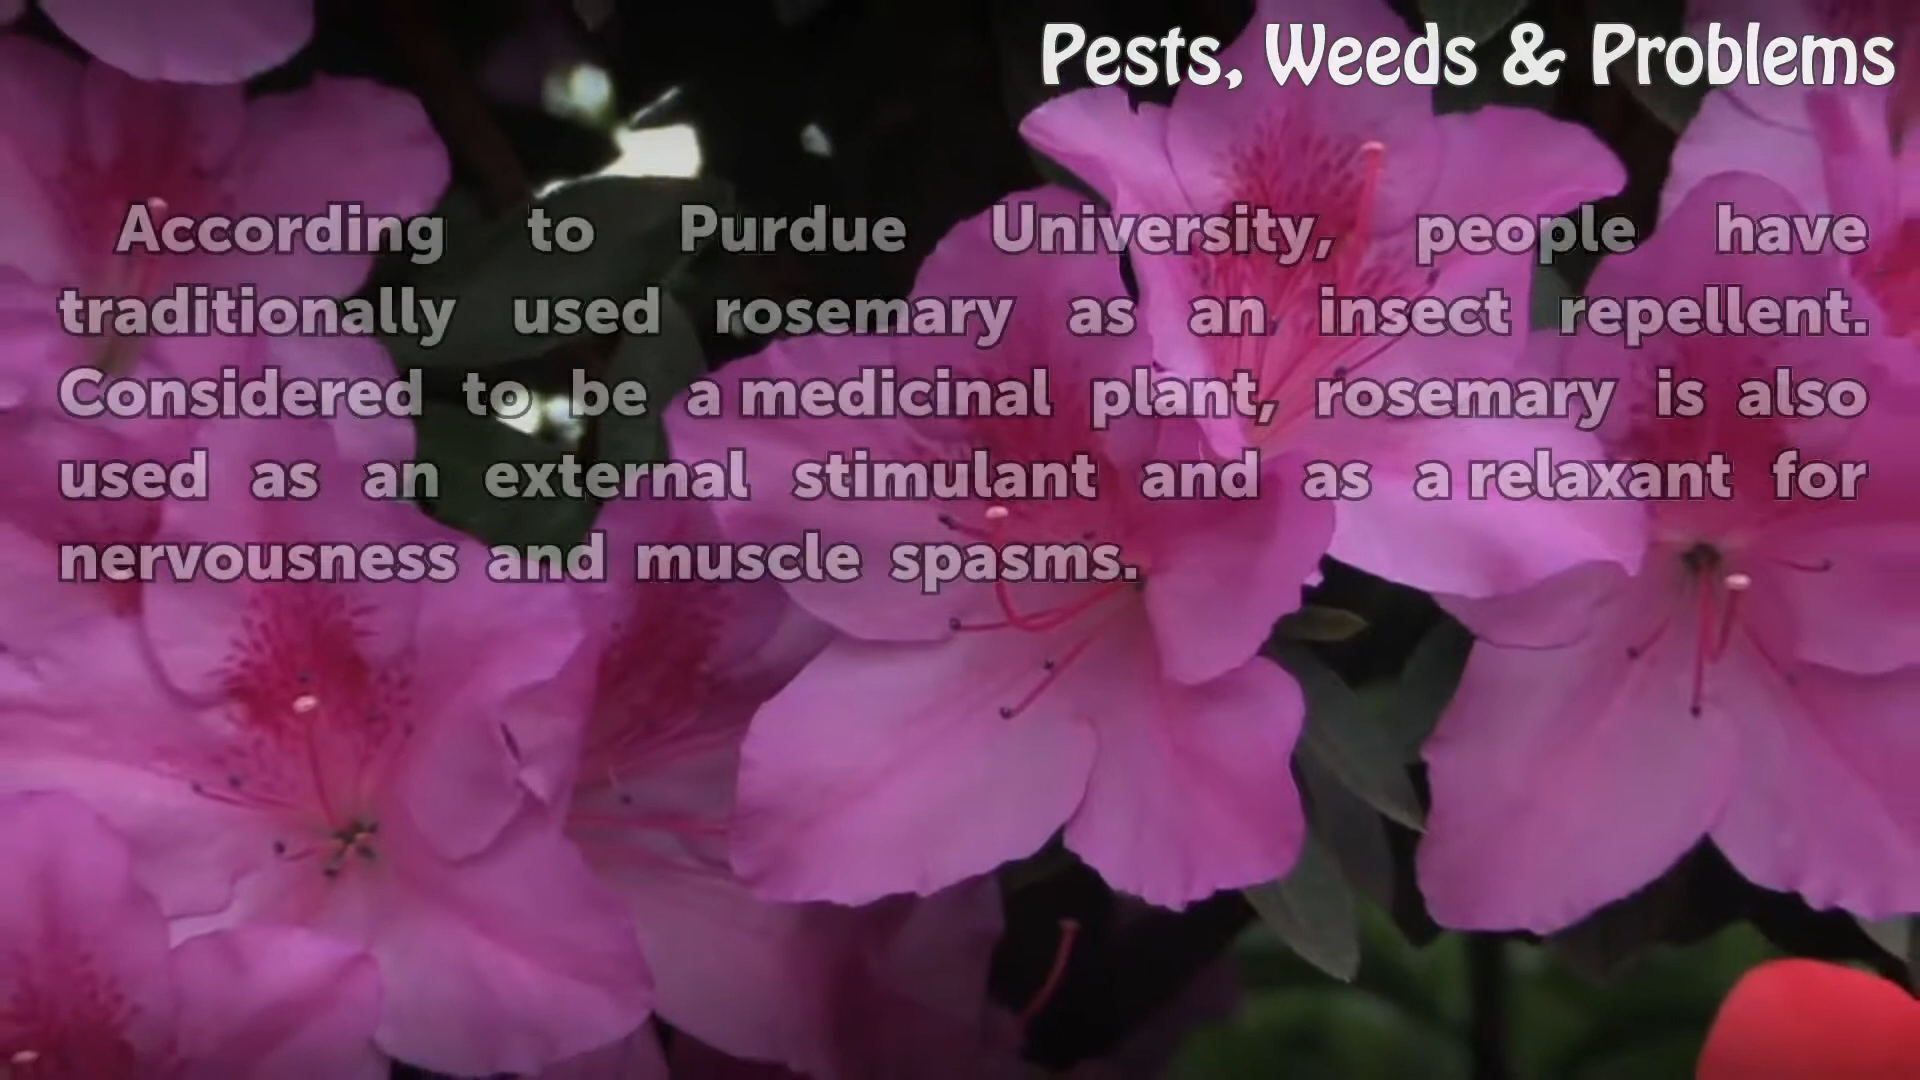 Pests, Weeds & Problems
According to Purdue University, people have
traditionally used rosemary as an insect repellent.
Considered to be a medicinal plant, rosemary is also
used as an external stimulant and as a relaxant for
nervousness and muscle spasms.